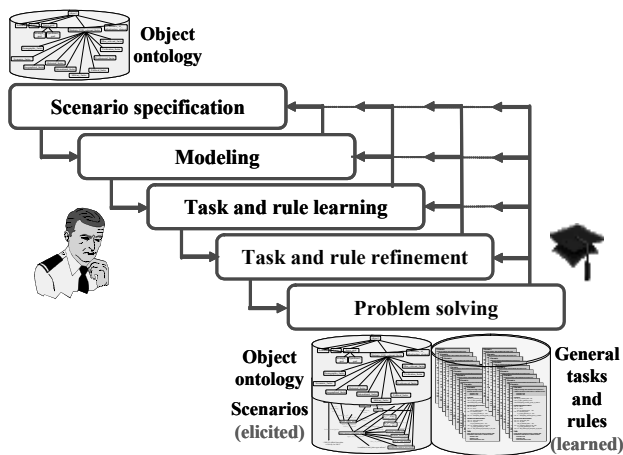 Object
ontology
Scenario specification
Modeling
Task and rule learning
Task and rule refinement
Problem solving
Object
ontology
Scenarios
(elicited)
General
tasks
and
rules
(learned)